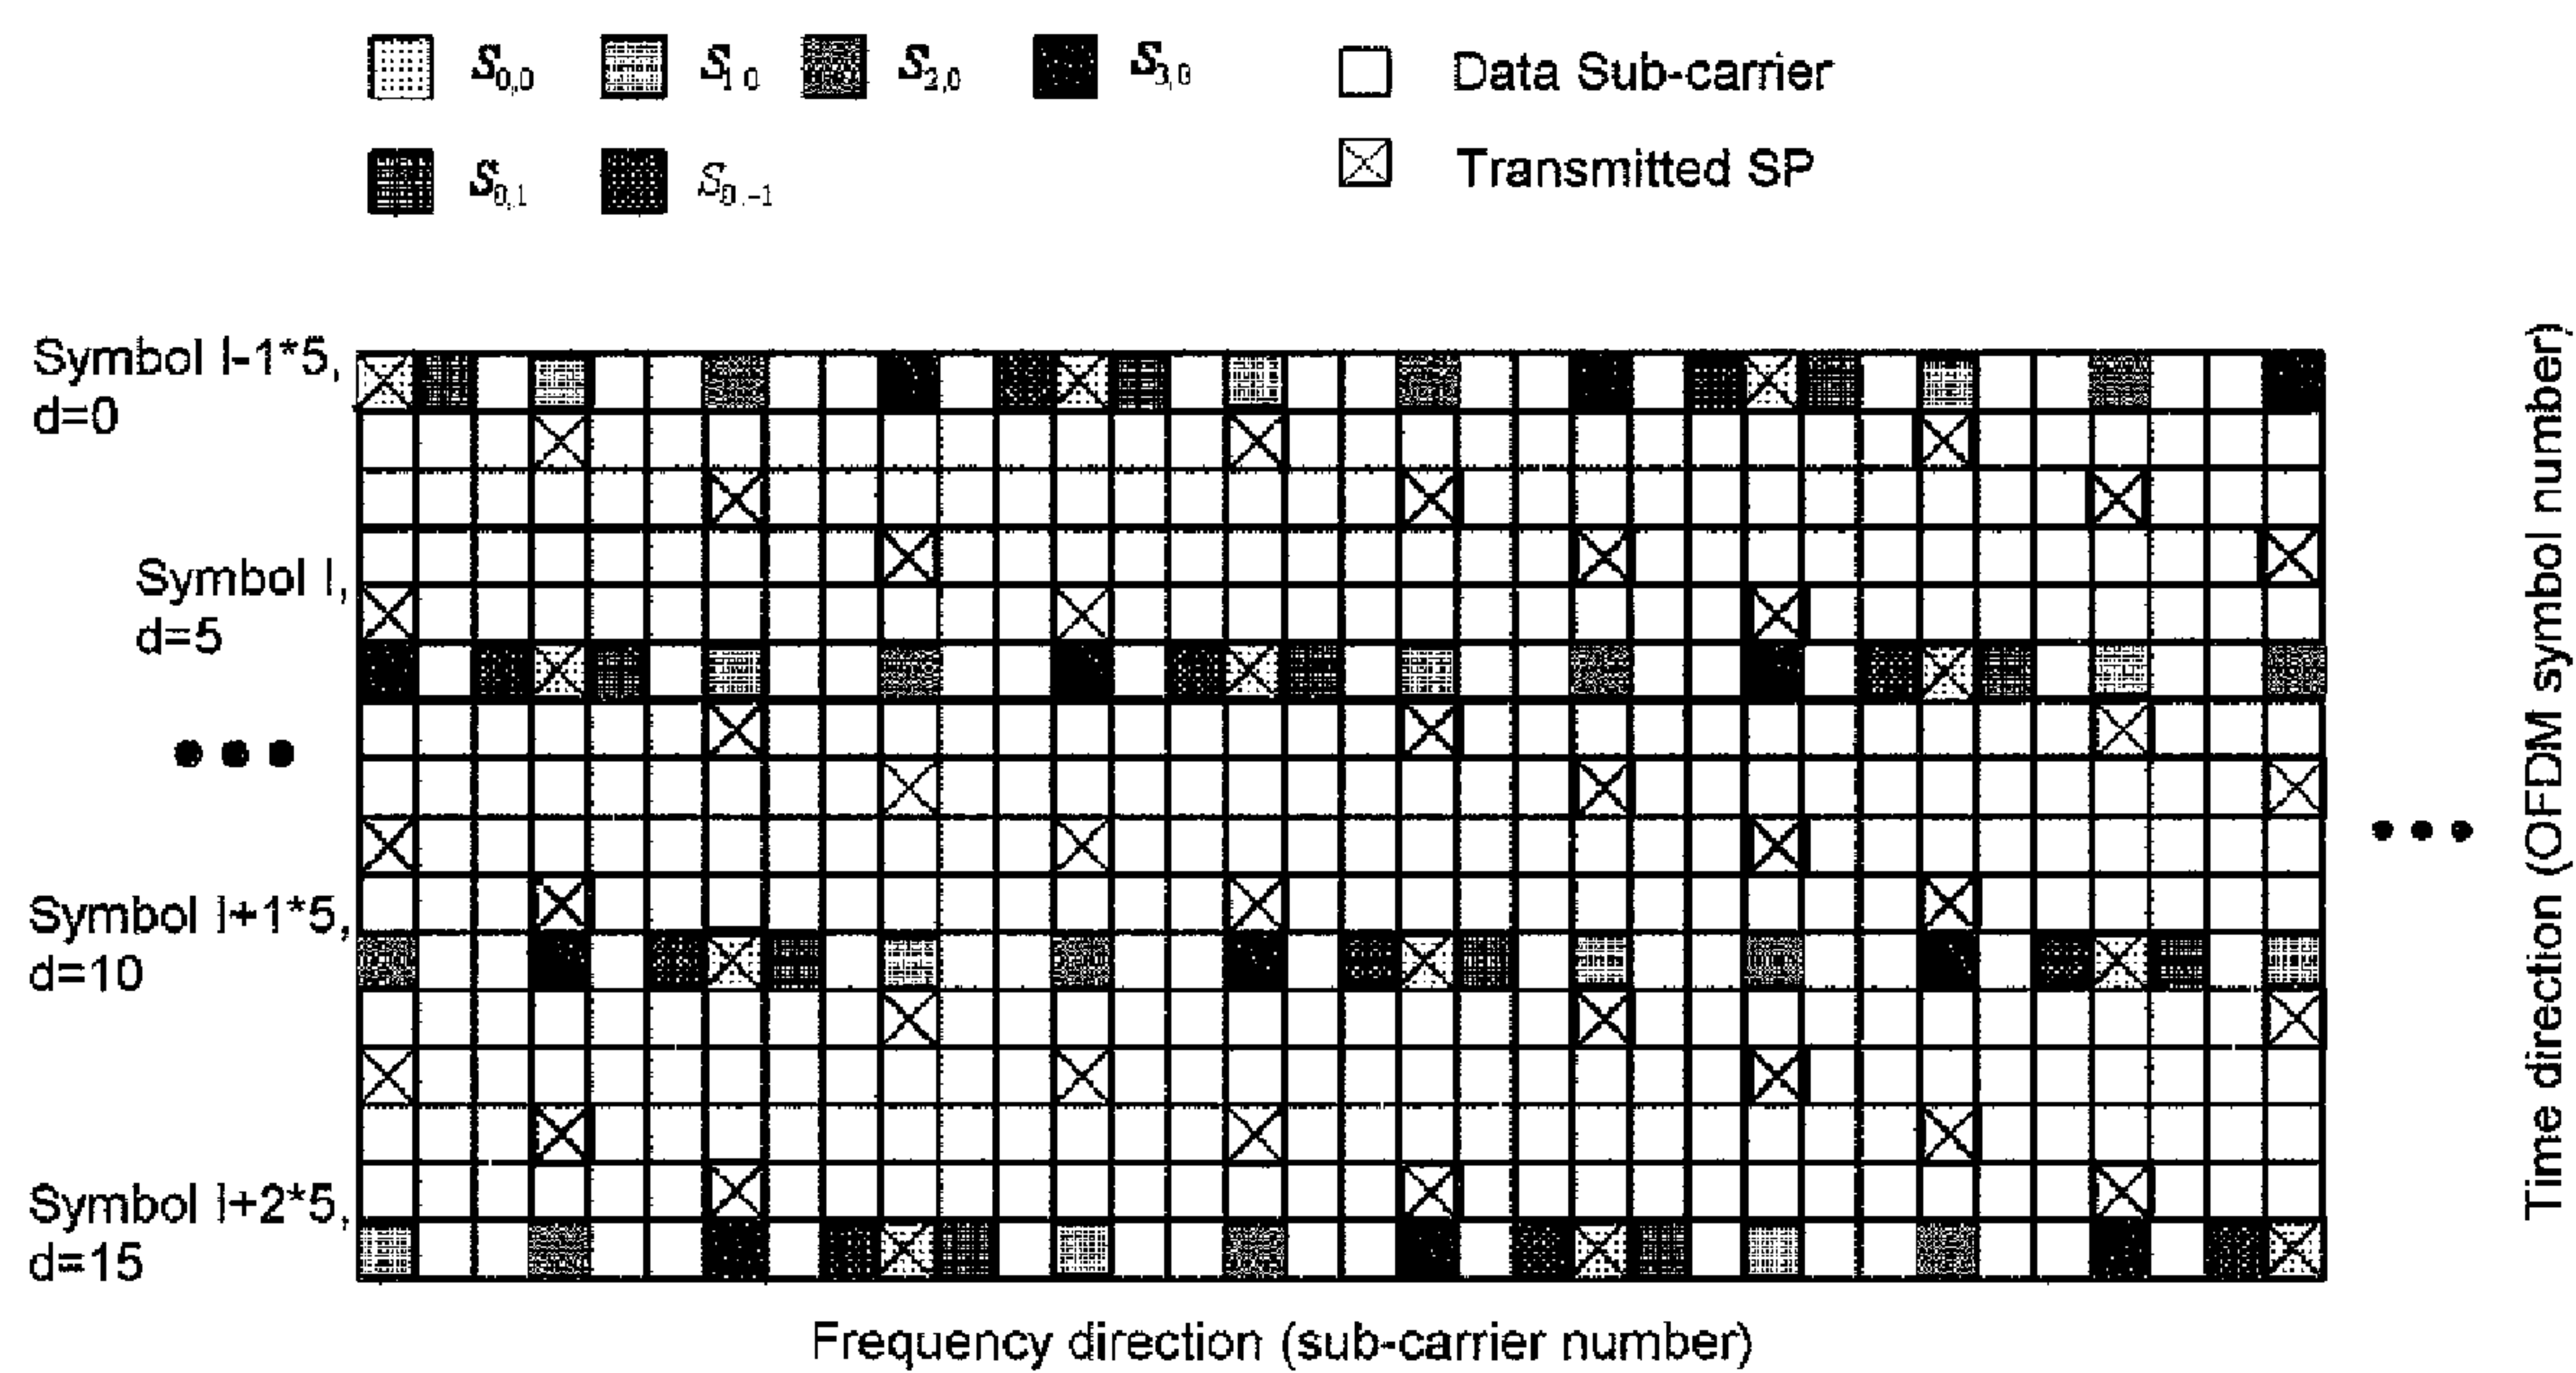 S0,0 S1 0 S2,0 S3,0 Data Sub-carrier
S0,1 S0.-1 Transmitted SP
Symbol l-1*5,
d=0
Symbol l,
d=5
Symbol l+1*5,
d=10
Symbol l+2*5,
d=15
Frequency direction (sub-carrier number)
Time direction (OFDM symbol number)